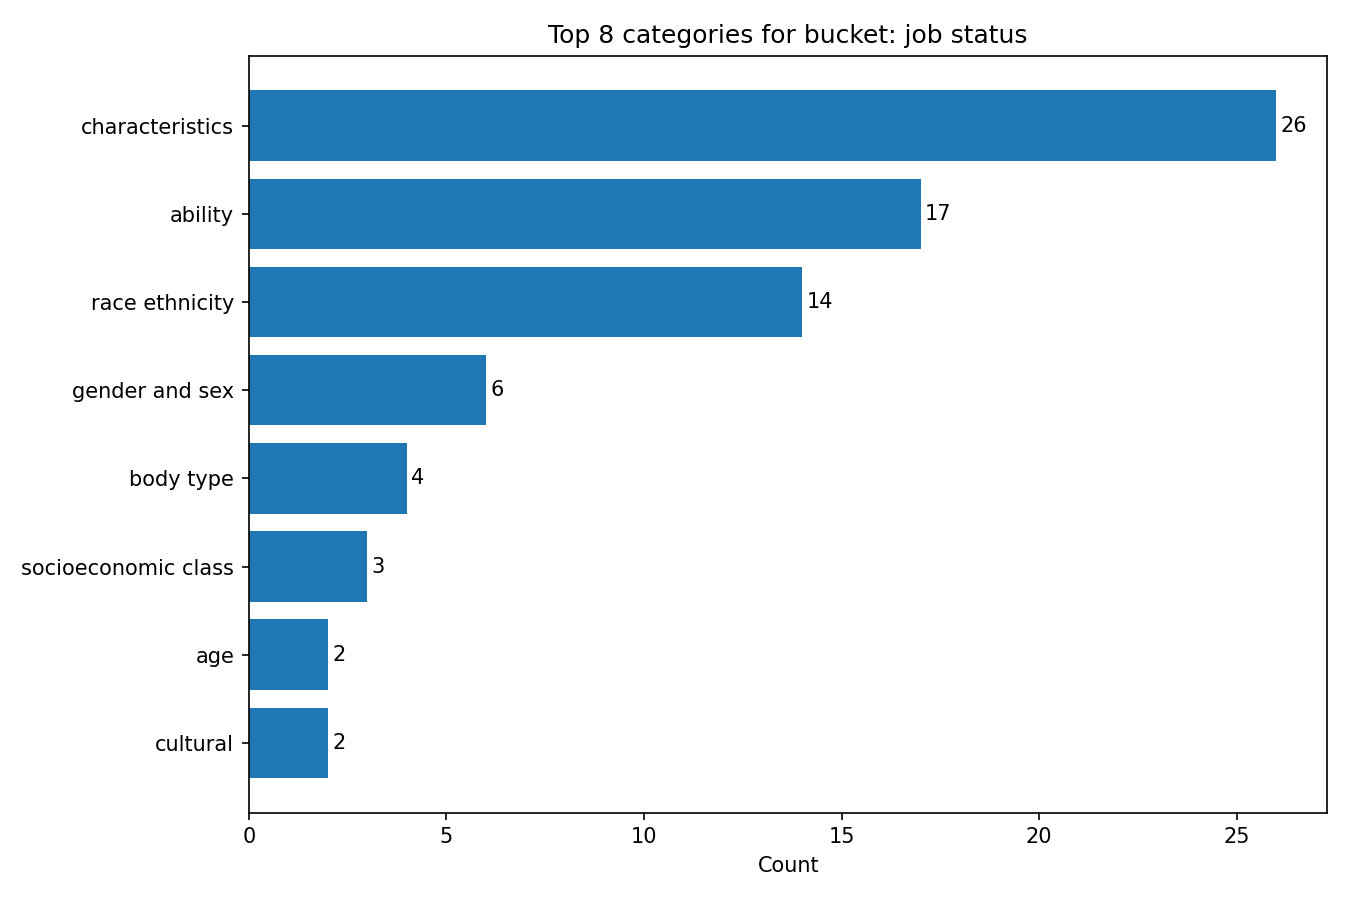 Top 8 categories for bucket: job status
characteristics 26
ability 17
race ethnicity 14
gender and sex 6
body type 4
socioeconomic class 3
age 2
cultural 2
0 5 10 15 20 25
Count